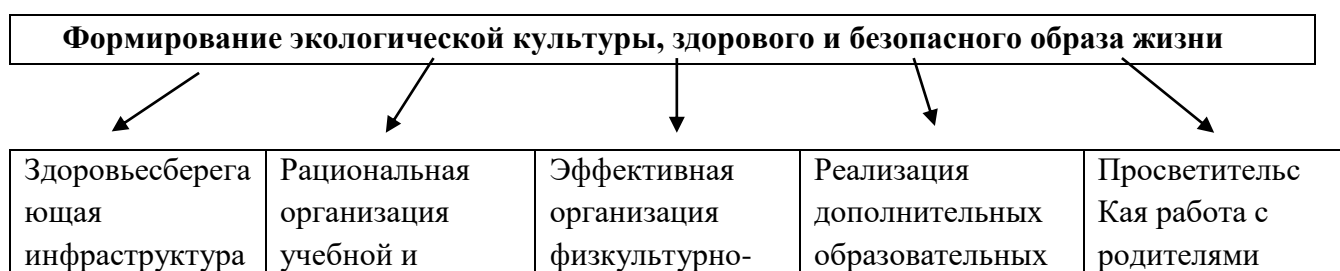 Формирование экологической культуры, здорового и безопасного образа жизни
Здоровьесберега
ющая
инфраструктура
Рациональная
организация
учебной и
Эффективная
организация
физкультурно-
Реализация
дополнительных
образовательных
Просветительс
Кая работа с
родителями